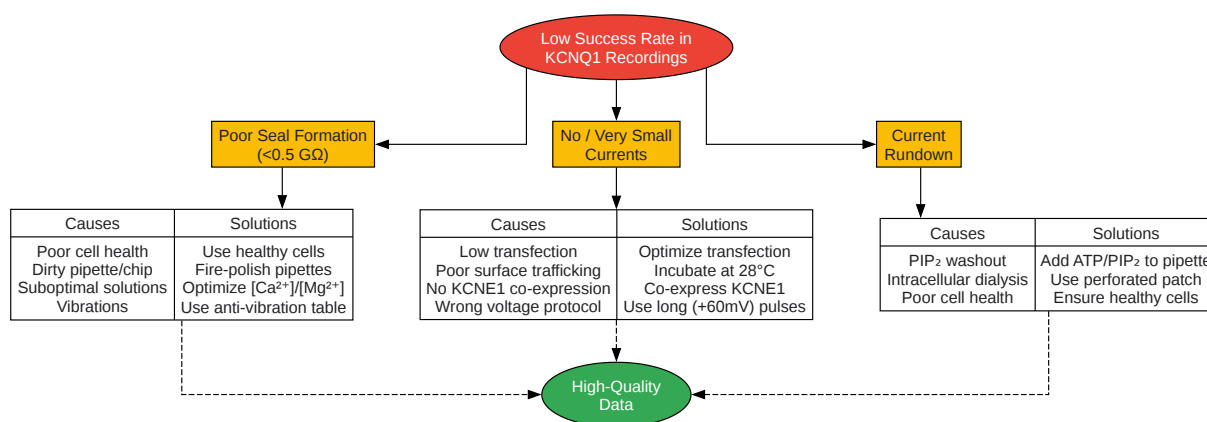 Low Success Rate in
KCNQ1 Recordings
Poor Seal Formation
(<0.5 GΩ)
No / Very Small
Currents
Current
Rundown
Causes
Solutions
Poor cell health
Dirty pipette/chip
Suboptimal solutions
Vibrations
Use healthy cells
Fire-polish pipettes
Optimize [Ca²⁺]/[Mg²⁺]
Use anti-vibration table
Causes
Solutions
Low transfection
Poor surface trafficking
No KCNE1 co-expression
Wrong voltage protocol
Optimize transfection
Incubate at 28°C
Co-express KCNE1
Use long (+60mV) pulses
Causes
Solutions
PIP₂ washout
Intracellular dialysis
Poor cell health
Add ATP/PIP₂ to pipette
Use perforated patch
Ensure healthy cells
High-Quality
Data